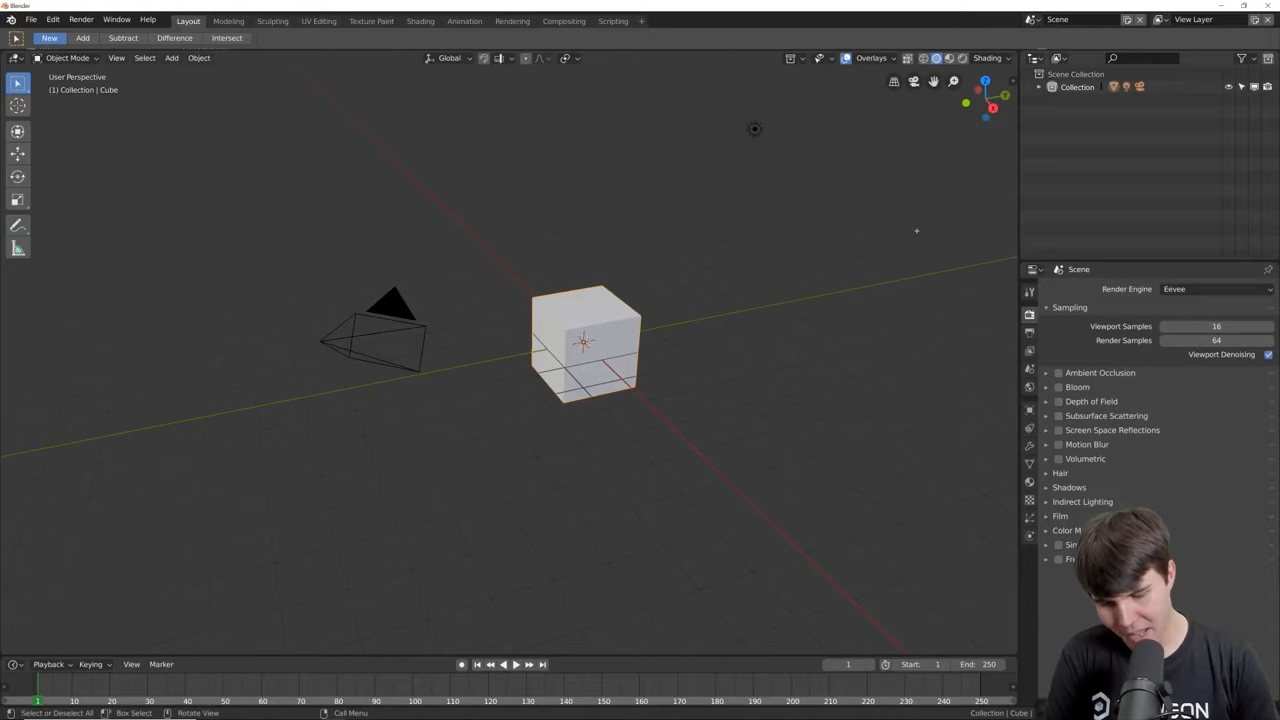 Blender
File Edit Render Window Help
Layout Modeling Sculpting UV Editing Texture Paint Shading Animation Rendering Compositing Scripting +
Scene
View Layer
New Add Subtract Difference Intersect
Object Mode View Select Add Object
Global
Overlays
Shading
User Perspective
(1) Collection | Cube
Z
Y
X
Scene Collection
Collection
Scene
Render Engine Eevee
Sampling
Viewport Samples 16
Render Samples 64
Viewport Denoising
Ambient Occlusion
Bloom
Depth of Field
Subsurface Scattering
Screen Space Reflections
Motion Blur
Volumetric
Hair
Shadows
Indirect Lighting
Film
Playback Keying View Marker
1
Start: 1
End: 250
1 10 20 30 40 50 60 70 80 90 100 110 120 130 140 150 160 170 180 190 200 210 220 230 240 250
Select or Deselect All Box Select Rotate View Call Menu
Collection | Cube